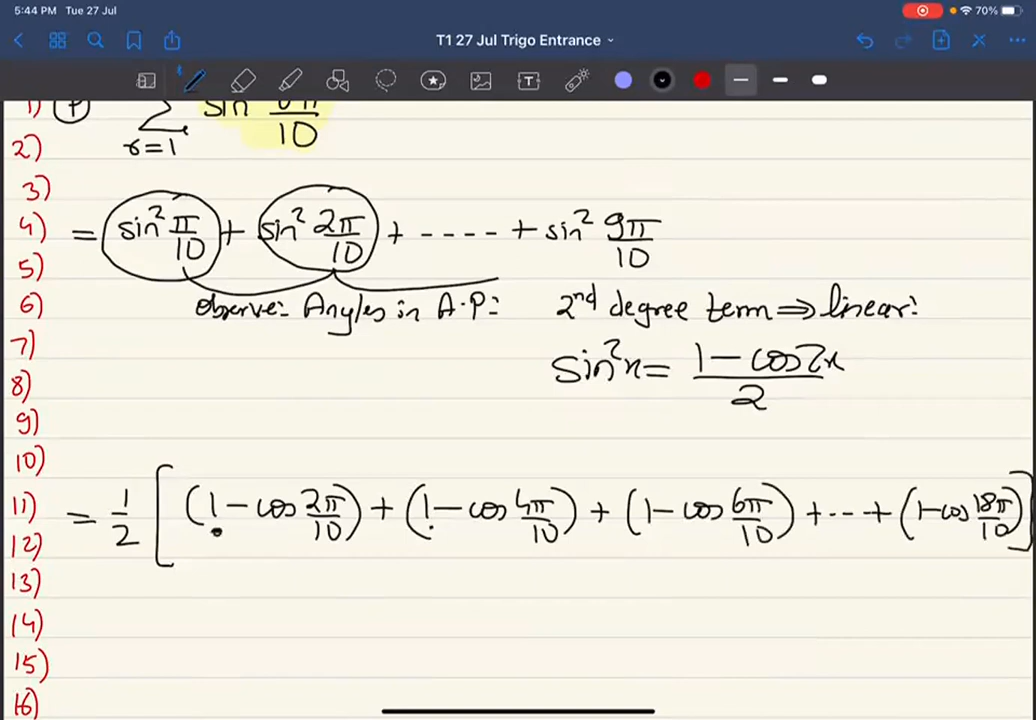 5:44 PM Tue 27 Jul 70%
T1 27 Jul Trigo Entrance
1) P) Σ sin
r=1 10
2)
3)
4) = sin² π/10 + sin² 2π/10 + ---- + sin² 9π/10
5)
6) Observe:- Angles in A.P:- 2nd degree term ⇒ linear:
7)
8) sin²x = (1 - cos2x)/2
9)
10)
11) = 1/2 [ (1 - cos 2π/10) + (1 - cos 4π/10) + (1 - cos 6π/10) + --- + (1 - cos 18π/10) ]
12)
13)
14)
15)
16)